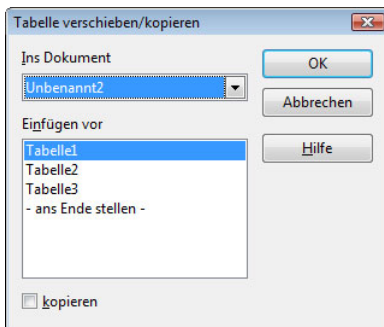 Tabelle verschieben/kopieren
Ins Dokument
Unbenannt2
Einfügen vor
Tabelle1
Tabelle2
Tabelle3
- ans Ende stellen -
kopieren
OK
Abbrechen
Hilfe